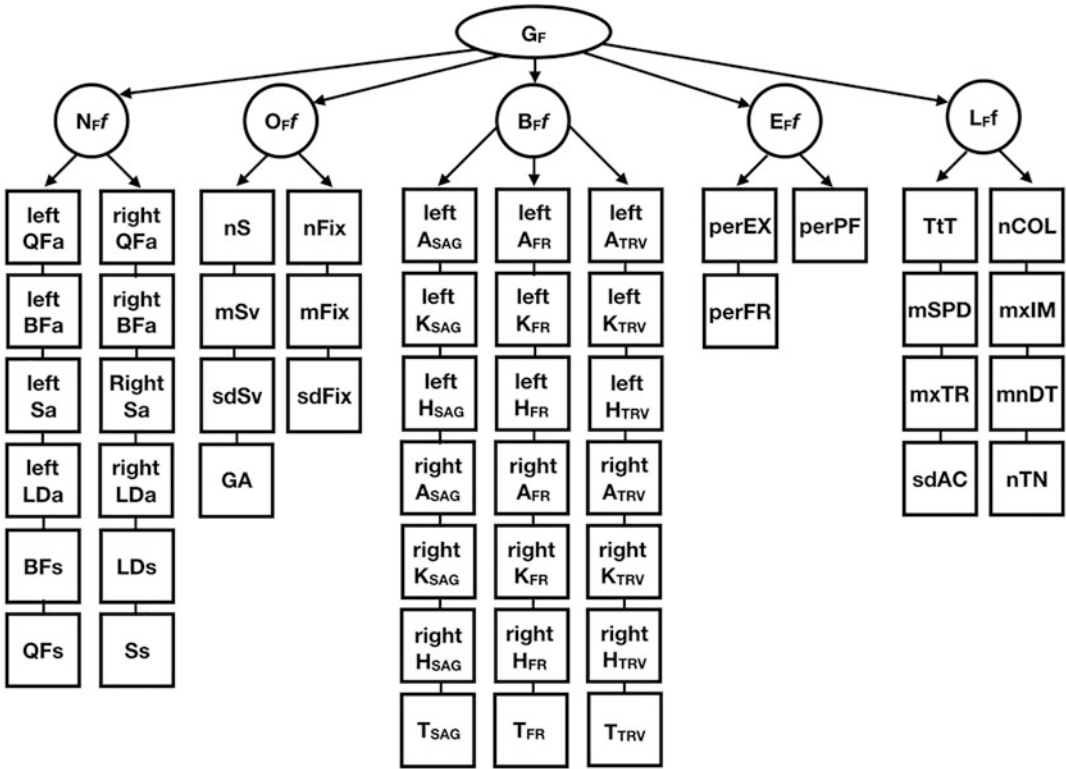 GF
NFf
OFf
BFf
EFf
LFf
left
QFa
right
QFa
nS
nFix
left
ASAG
left
AFR
left
ATRV
perEX
perPF
TtT
nCOL
left
BFa
right
BFa
mSv
mFix
left
KSAG
left
KFR
left
KTRV
perFR
mSPD
mxIM
left
Sa
Right
Sa
sdSv
sdFix
left
HSAG
left
HFR
left
HTRV
mxTR
mnDT
left
LDa
right
LDa
GA
right
ASAG
right
AFR
right
ATRV
sdAC
nTN
BFs
LDs
right
KSAG
right
KFR
right
KTRV
QFs
Ss
right
HSAG
right
HFR
right
HTRV
TSAG
TFR
TTRV